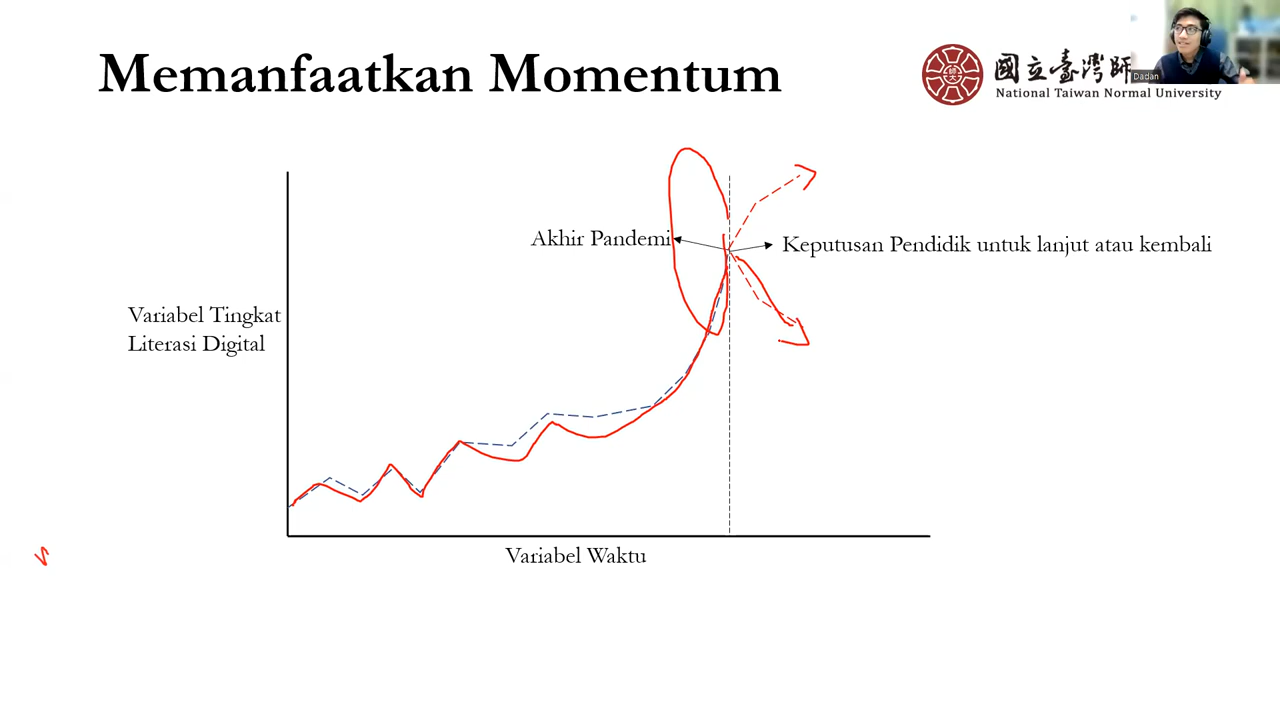 Memanfaatkan Momentum
國立臺灣師
National Taiwan Normal University
Dadan
Akhir Pandemi
Keputusan Pendidik untuk lanjut atau kembali
Variabel Tingkat
Literasi Digital
Variabel Waktu